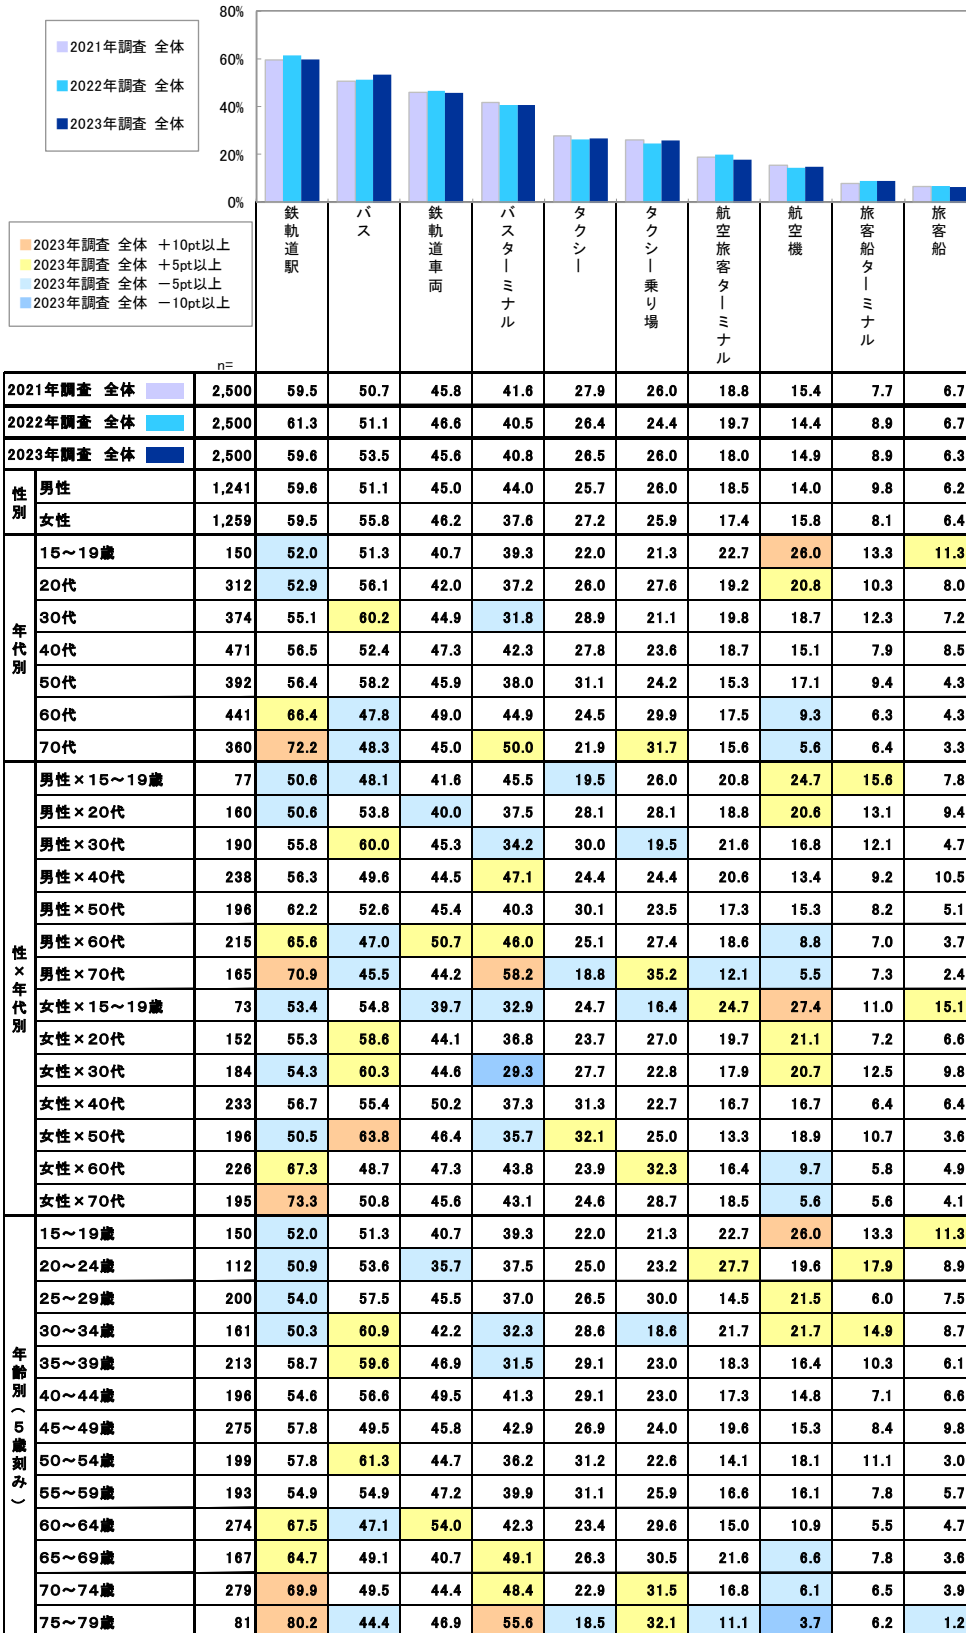 80%
60%
40%
20%
0%
2021年調査 全体
2022年調査 全体
2023年調査 全体
2023年調査 全体 ＋10pt以上
2023年調査 全体 ＋5pt以上
2023年調査 全体 －5pt以上
2023年調査 全体 －10pt以上
n=
鉄軌道駅
バス
鉄軌道車両
バスターミナル
タクシー
タクシー乗り場
航空旅客ターミナル
航空機
旅客船ターミナル
旅客船
2021年調査 全体 2,500 59.5 50.7 45.8 41.6 27.9 26.0 18.8 15.4 7.7 6.7
2022年調査 全体 2,500 61.3 51.1 46.6 40.5 26.4 24.4 19.7 14.4 8.9 6.7
2023年調査 全体 2,500 59.6 53.5 45.6 40.8 26.5 26.0 18.0 14.9 8.9 6.3
性別
男性 1,241 59.6 51.1 45.0 44.0 25.7 26.0 18.5 14.0 9.8 6.2
女性 1,259 59.5 55.8 46.2 37.6 27.2 25.9 17.4 15.8 8.1 6.4
年代別
15～19歳 150 52.0 51.3 40.7 39.3 22.0 21.3 22.7 26.0 13.3 11.3
20代 312 52.9 56.1 42.0 37.2 26.0 27.6 19.2 20.8 10.3 8.0
30代 374 55.1 60.2 44.9 31.8 28.9 21.1 19.8 18.7 12.3 7.2
40代 471 56.5 52.4 47.3 42.3 27.8 23.6 18.7 15.1 7.9 8.5
50代 392 56.4 58.2 45.9 38.0 31.1 24.2 15.3 17.1 9.4 4.3
60代 441 66.4 47.8 49.0 44.9 24.5 29.9 17.5 9.3 6.3 4.3
70代 360 72.2 48.3 45.0 50.0 21.9 31.7 15.6 5.6 6.4 3.3
性×年代別
男性×15～19歳 77 50.6 48.1 41.6 45.5 19.5 26.0 20.8 24.7 15.6 7.8
男性×20代 160 50.6 53.8 40.0 37.5 28.1 28.1 18.8 20.6 13.1 9.4
男性×30代 190 55.8 60.0 45.3 34.2 30.0 19.5 21.6 16.8 12.1 4.7
男性×40代 238 56.3 49.6 44.5 47.1 24.4 24.4 20.6 13.4 9.2 10.5
男性×50代 196 62.2 52.6 45.4 40.3 30.1 23.5 17.3 15.3 8.2 5.1
男性×60代 215 65.6 47.0 50.7 46.0 25.1 27.4 18.6 8.8 7.0 3.7
男性×70代 165 70.9 45.5 44.2 58.2 18.8 35.2 12.1 5.5 7.3 2.4
女性×15～19歳 73 53.4 54.8 39.7 32.9 24.7 16.4 24.7 27.4 11.0 15.1
女性×20代 152 55.3 58.6 44.1 36.8 23.7 27.0 19.7 21.1 7.2 6.6
女性×30代 184 54.3 60.3 44.6 29.3 27.7 22.8 17.9 20.7 12.5 9.8
女性×40代 233 56.7 55.4 50.2 37.3 31.3 22.7 16.7 16.7 6.4 6.4
女性×50代 196 50.5 63.8 46.4 35.7 32.1 25.0 13.3 18.9 10.7 3.6
女性×60代 226 67.3 48.7 47.3 43.8 23.9 32.3 16.4 9.7 5.8 4.9
女性×70代 195 73.3 50.8 45.6 43.1 24.6 28.7 18.5 5.6 5.6 4.1
年齢別（5歳刻み）
15～19歳 150 52.0 51.3 40.7 39.3 22.0 21.3 22.7 26.0 13.3 11.3
20～24歳 112 50.9 53.6 35.7 37.5 25.0 23.2 27.7 19.6 17.9 8.9
25～29歳 200 54.0 57.5 45.5 37.0 26.5 30.0 14.5 21.5 6.0 7.5
30～34歳 161 50.3 60.9 42.2 32.3 28.6 18.6 21.7 21.7 14.9 8.7
35～39歳 213 58.7 59.6 46.9 31.5 29.1 23.0 18.3 16.4 10.3 6.1
40～44歳 196 54.6 56.6 49.5 41.3 29.1 23.0 17.3 14.8 7.1 6.6
45～49歳 275 57.8 49.5 45.8 42.9 26.9 24.0 19.6 15.3 8.4 9.8
50～54歳 199 57.8 61.3 44.7 36.2 31.2 22.6 14.1 18.1 11.1 3.0
55～59歳 193 54.9 54.9 47.2 39.9 31.1 25.9 16.6 16.1 7.8 5.7
60～64歳 274 67.5 47.1 54.0 42.3 23.4 29.6 15.0 10.9 5.5 4.7
65～69歳 167 64.7 49.1 40.7 49.1 26.3 30.5 21.6 6.6 7.8 3.6
70～74歳 279 69.9 49.5 44.4 48.4 22.9 31.5 16.8 6.1 6.5 3.9
75～79歳 81 80.2 44.4 46.9 55.6 18.5 32.1 11.1 3.7 6.2 1.2